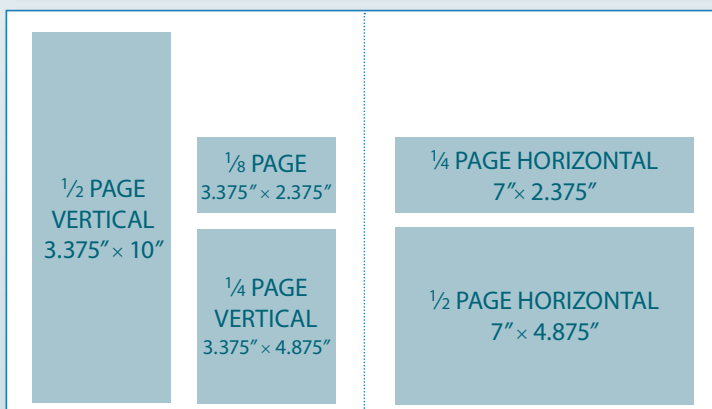 ½ PAGE
VERTICAL
3.375″ × 10″
⅛ PAGE
3.375″ × 2.375″
¼ PAGE
VERTICAL
3.375″ × 4.875″
¼ PAGE HORIZONTAL
7″× 2.375″
½ PAGE HORIZONTAL
7″ × 4.875″